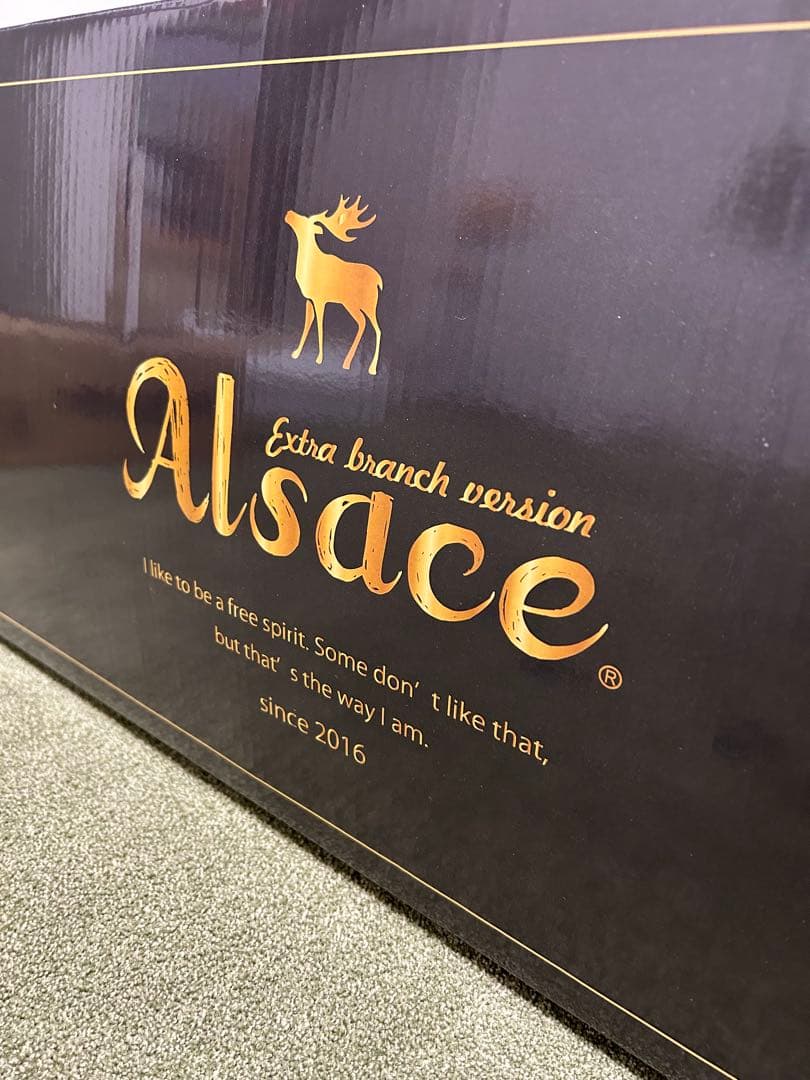 Extra branch version
Alsace®
I like to be a free spirit. Some don’ t like that,
but that’ s the way I am.
since 2016